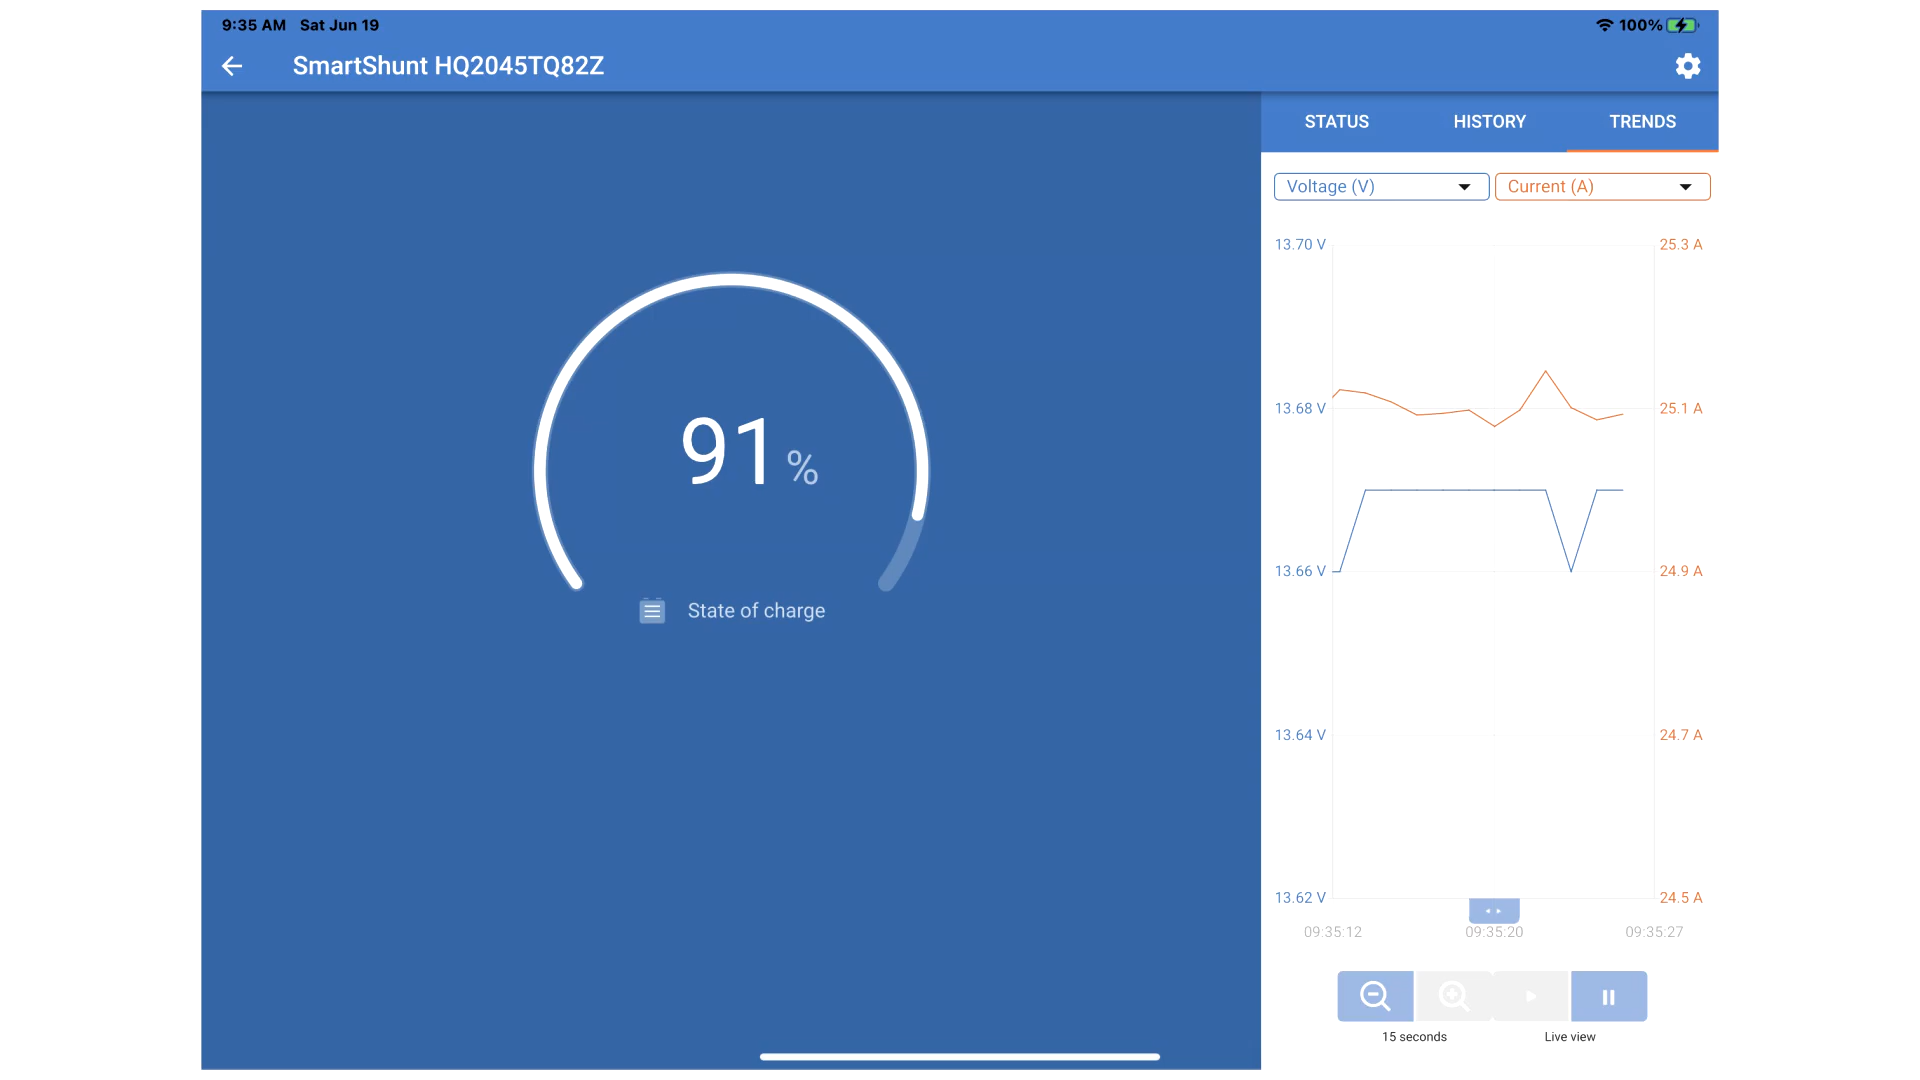 9:35 AM Sat Jun 19
100%
SmartShunt HQ2045TQ82Z
STATUS HISTORY TRENDS
Voltage (V) Current (A)
91 %
State of charge
13.70 V 25.3 A
13.68 V 25.1 A
13.66 V 24.9 A
13.64 V 24.7 A
13.62 V 24.5 A
09:35:12 09:35:20 09:35:27
15 seconds Live view